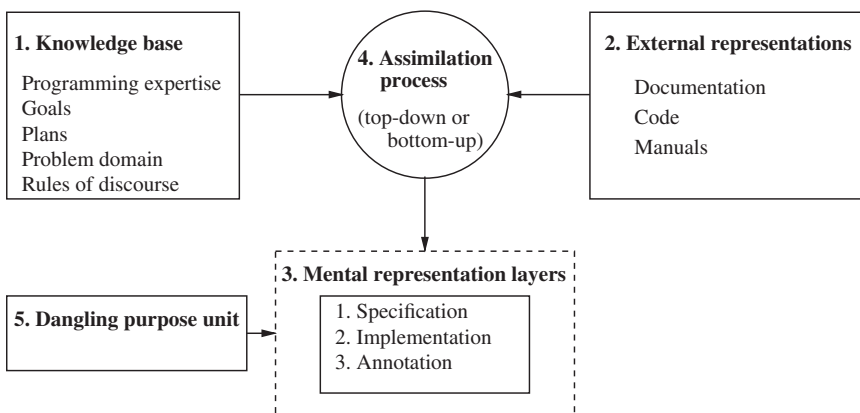 1. Knowledge base
Programming expertise
Goals
Plans
Problem domain
Rules of discourse
4. Assimilation
process
(top-down or
bottom-up)
2. External representations
Documentation
Code
Manuals
3. Mental representation layers
1. Specification
2. Implementation
3. Annotation
5. Dangling purpose unit